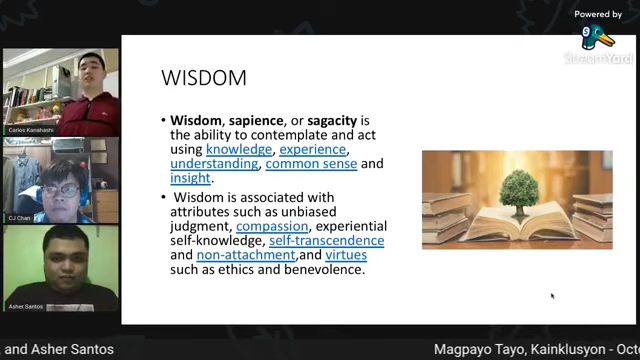 Powered by
StreamYard
WISDOM
• Wisdom, sapience, or sagacity is
the ability to contemplate and act
using knowledge, experience,
understanding, common sense and
insight.
• Wisdom is associated with
attributes such as unbiased
judgment, compassion, experiential
self-knowledge, self-transcendence
and non-attachment,and virtues
such as ethics and benevolence.
Carlos Kanahashi
CJ Chan
Asher Santos
, and Asher Santos
Magpayo Tayo, Kainklusyon - Octo